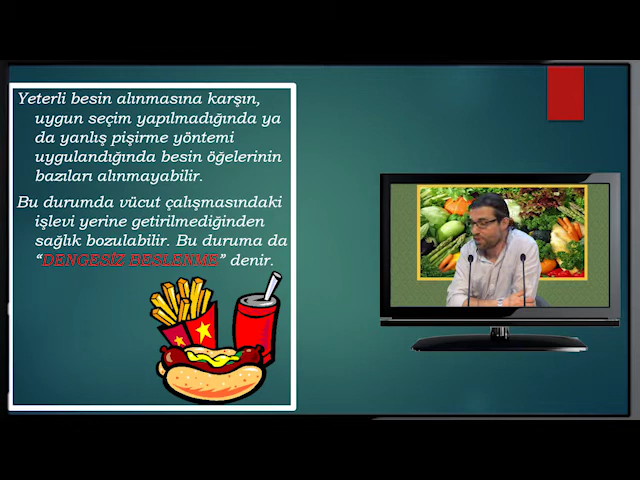 Yeterli besin alınmasına karşın,
uygun seçim yapılmadığında ya
da yanlış pişirme yöntemi
uygulandığında besin öğelerinin
bazıları alınmayabilir.
Bu durumda vücut çalışmasındaki
işlevi yerine getirilmediğinden
sağlık bozulabilir. Bu duruma da
“DENGESİZ BESLENME” denir.